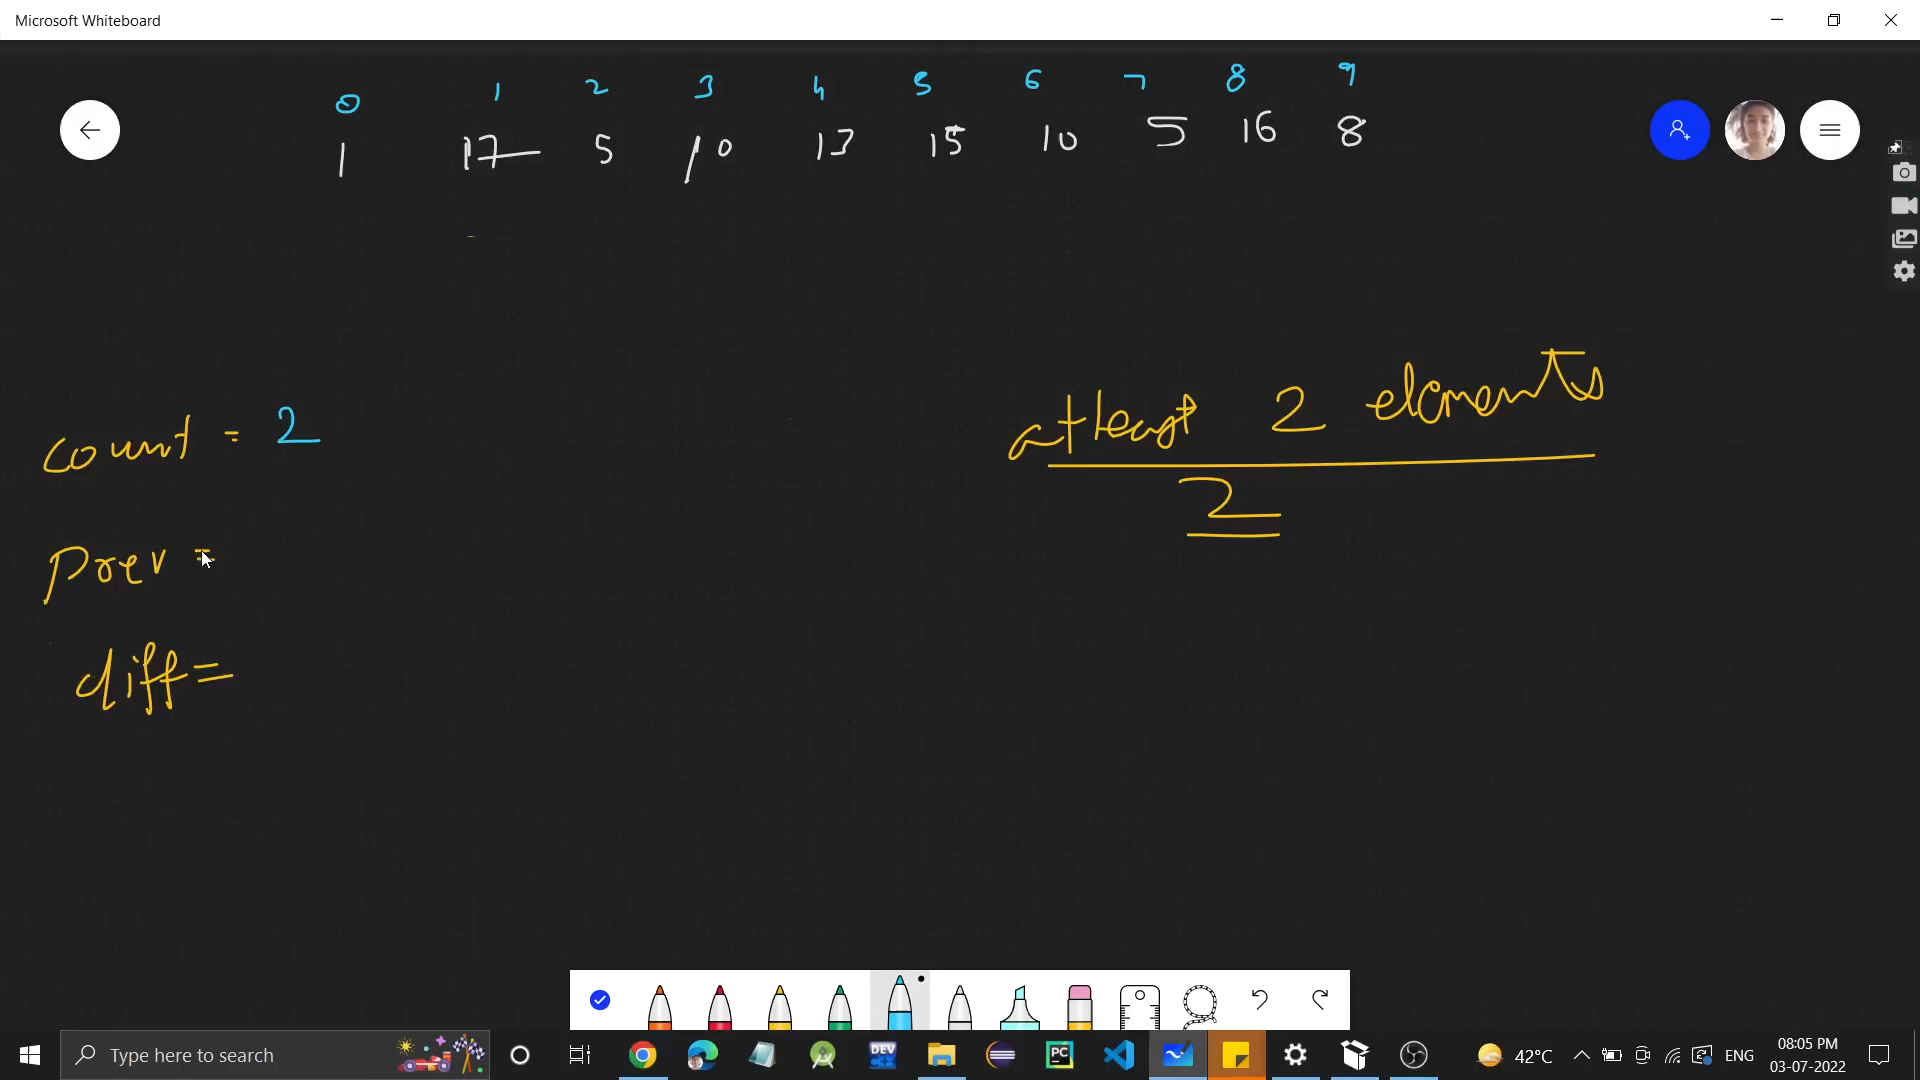 Microsoft Whiteboard
0 1 2 3 4 5 6 7 8 9
1 17 5 10 13 15 10 5 16 8
atleast 2 elements
2
count = 2
Prev =
diff=
Type here to search
DEV
PC
42°C
ENG
08:05 PM
03-07-2022